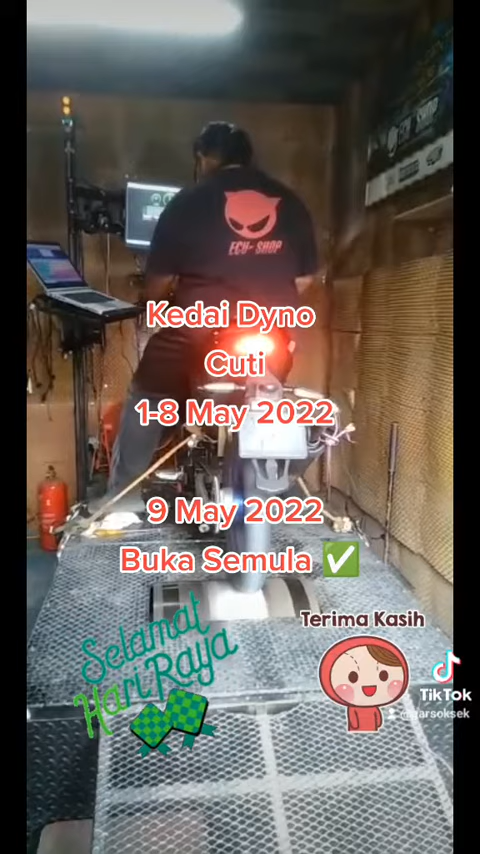 ECU-SHOP
Kedai Dyno
Cuti
1-8 May 2022
9 May 2022
Buka Semula ✅
Selamat
Hari Raya
Terima Kasih
TikTok